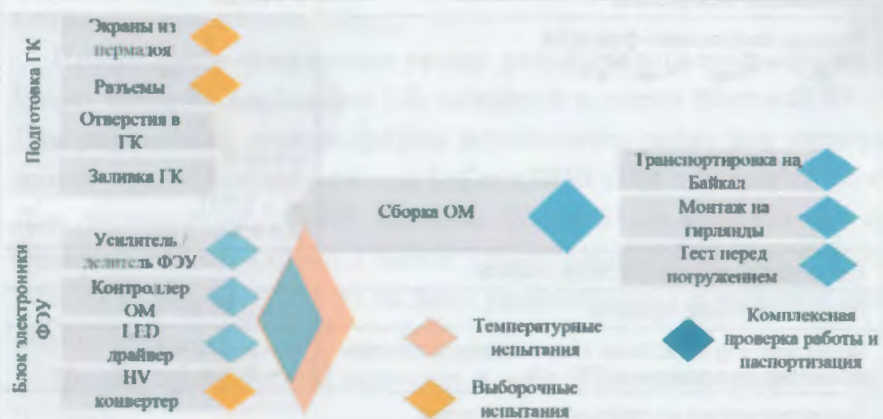 Подготовка ГК
Экраны из
пермалоя
Разъемы
Отверстия в
ГК
Заливка ГК
Блок электроники
ФЭУ
Усилитель /
делитель ФЭУ
Контроллер
ОМ
LED
драйвер
HV
конвертер
Сборка ОМ
Транспортировка на
Байкал
Монтаж на
гирлянды
Тест перед
погружением
Температурные
испытания
Выборочные
испытания
Комплексная
проверка работы и
паспортизация